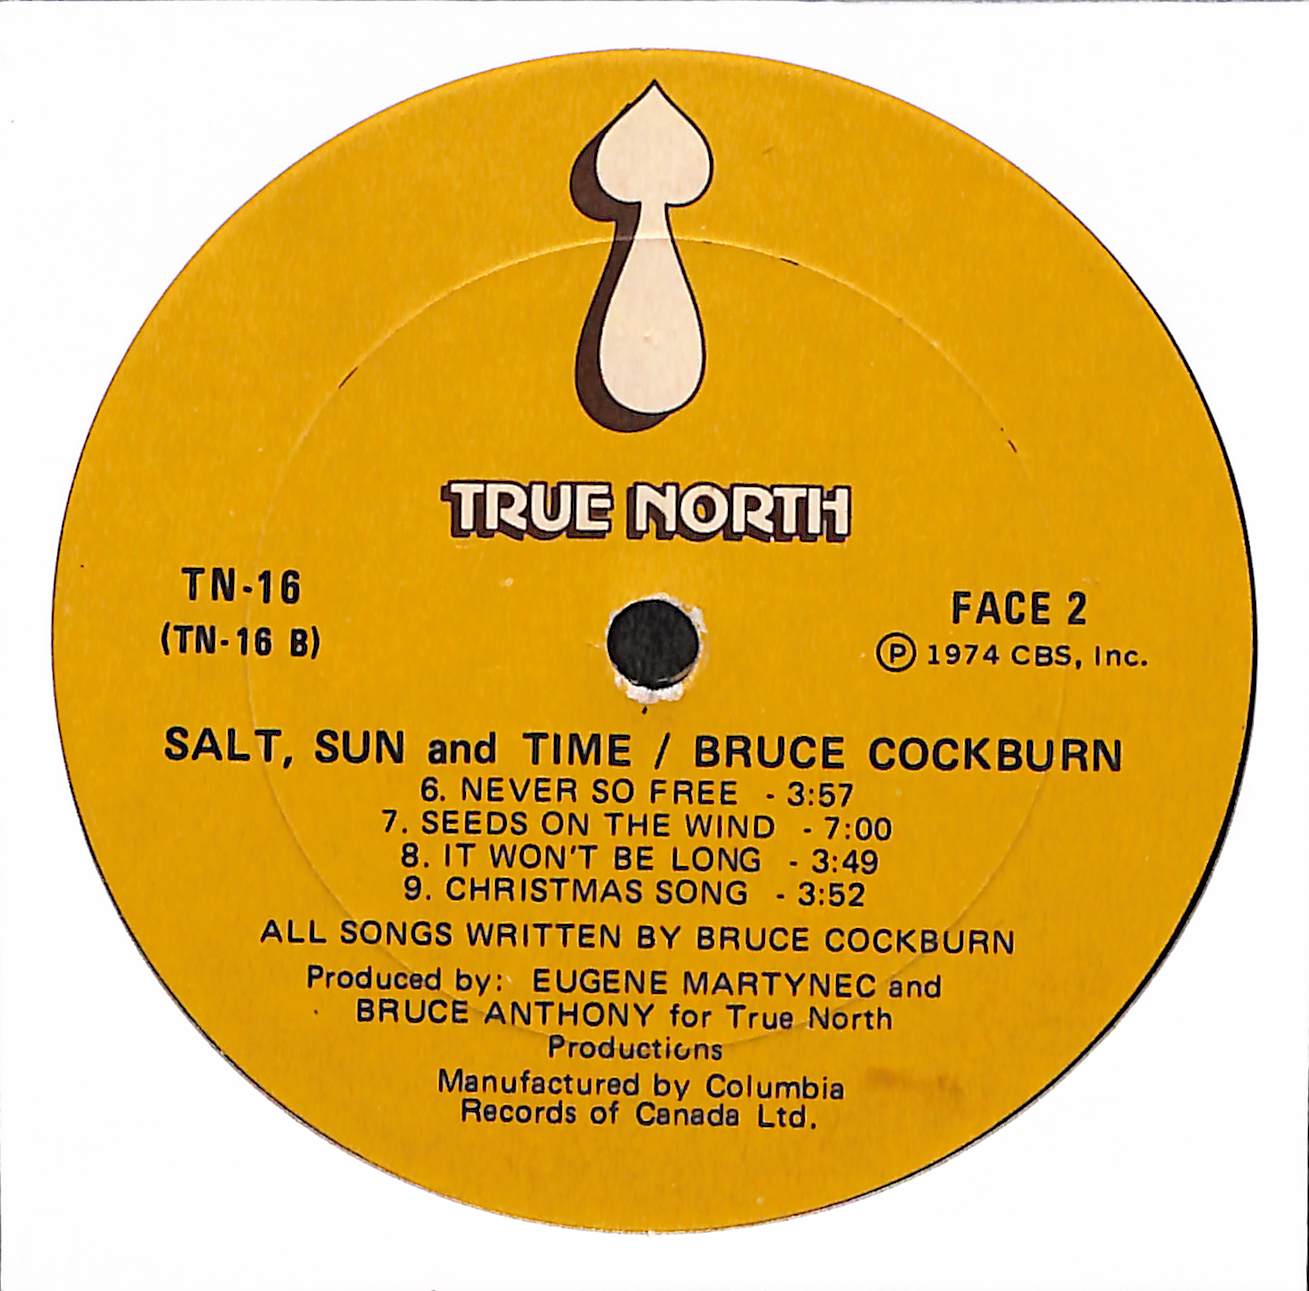 TRUE NORTH
TN-16
(TN-16 B)
FACE 2
Ⓟ 1974 CBS, Inc.
SALT, SUN and TIME / BRUCE COCKBURN
6. NEVER SO FREE - 3:57
7. SEEDS ON THE WIND - 7:00
8. IT WON'T BE LONG - 3:49
9. CHRISTMAS SONG - 3:52
ALL SONGS WRITTEN BY BRUCE COCKBURN
Produced by: EUGENE MARTYNEC and
BRUCE ANTHONY for True North
Productions
Manufactured by Columbia
Records of Canada Ltd.